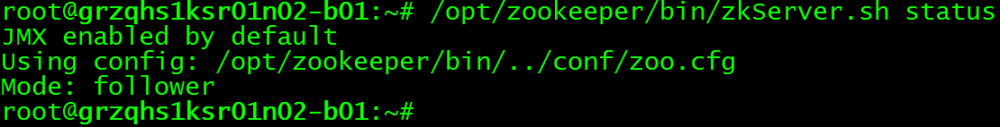 root@grzqhs1ksr01n02-b01:~# /opt/zookeeper/bin/zkServer.sh status
JMX enabled by default
Using config: /opt/zookeeper/bin/../conf/zoo.cfg
Mode: follower
root@grzqhs1ksr01n02-b01:~#